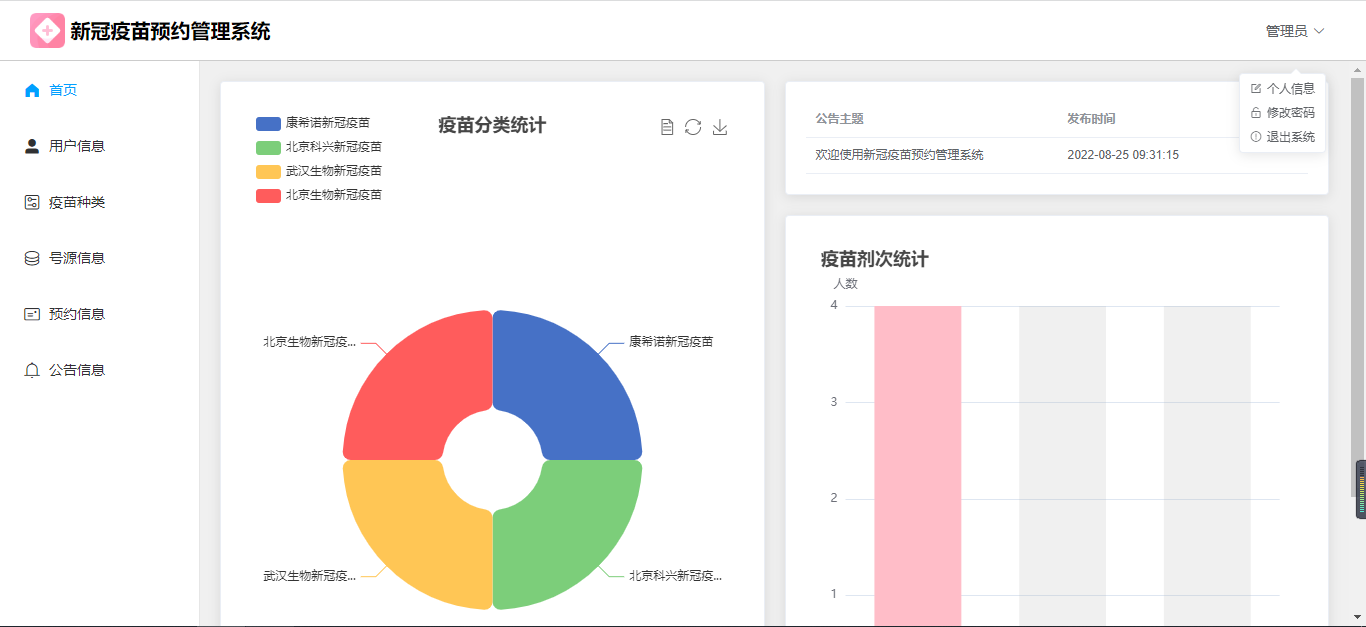 新冠疫苗预约管理系统
管理员
首页
用户信息
疫苗种类
号源信息
预约信息
公告信息
康希诺新冠疫苗
北京科兴新冠疫苗
武汉生物新冠疫苗
北京生物新冠疫苗
疫苗分类统计
北京生物新冠疫...
康希诺新冠疫苗
武汉生物新冠疫...
北京科兴新冠疫...
公告主题 发布时间
欢迎使用新冠疫苗预约管理系统 2022-08-25 09:31:15
个人信息
修改密码
退出系统
疫苗剂次统计
人数
4
3
2
1